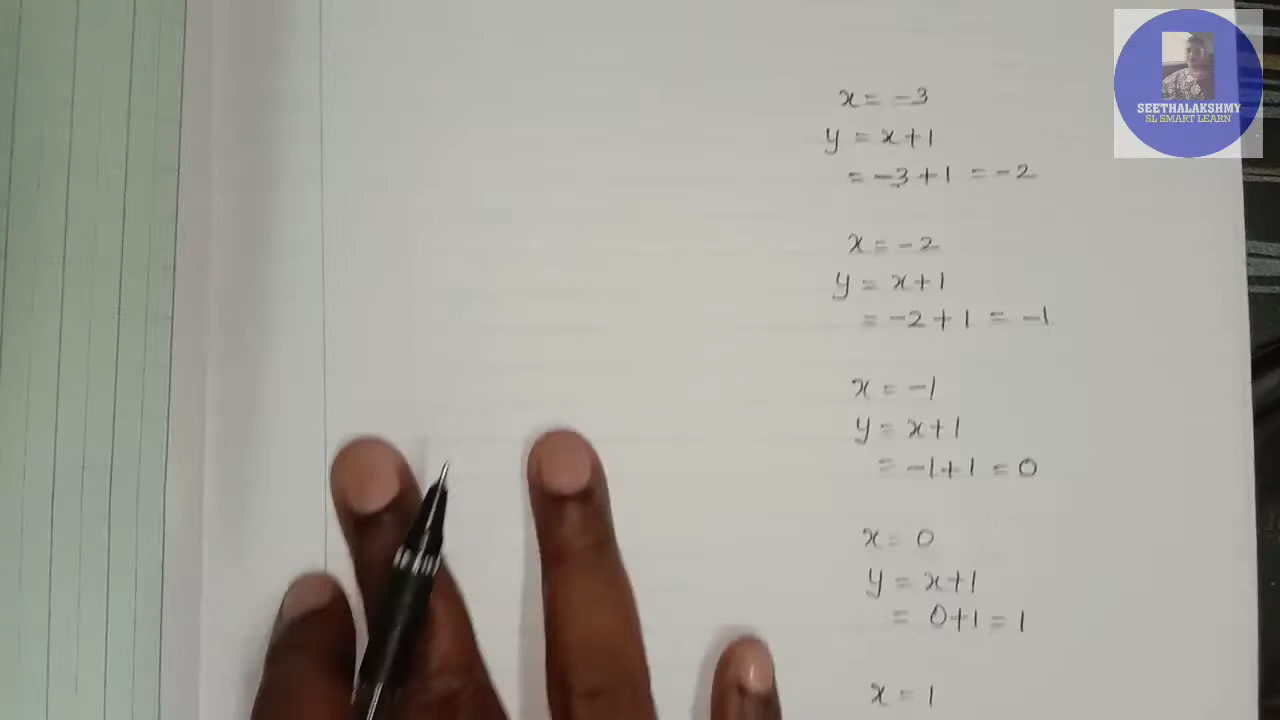 SEETHALAKSHMY
SL SMART LEARN
x = -3
y = x+1
= -3+1 = -2
x = -2
y = x+1
= -2+1 = -1
x = -1
y = x+1
= -1+1 = 0
x = 0
y = x+1
= 0+1 = 1
x = 1